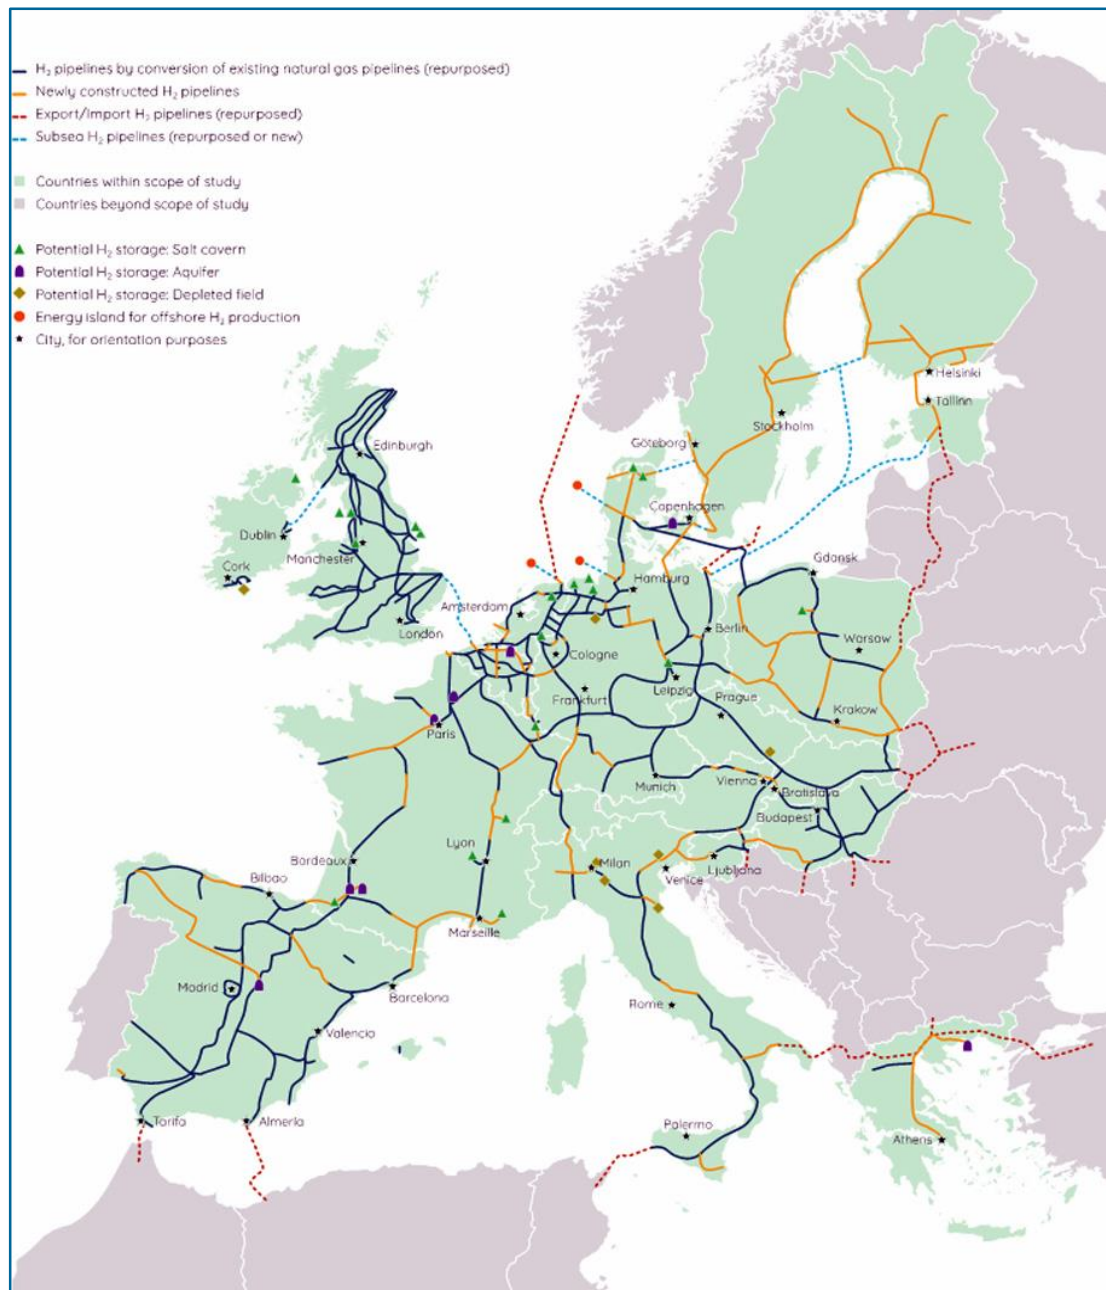 H₂ pipelines by conversion of existing natural gas pipelines (repurposed)
Newly constructed H₂ pipelines
Export/Import H₂ pipelines (repurposed)
Subsea H₂ pipelines (repurposed or new)
Countries within scope of study
Countries beyond scope of study
Potential H₂ storage: Salt cavern
Potential H₂ storage: Aquifer
Potential H₂ storage: Depleted field
Energy island for offshore H₂ production
City, for orientation purposes
Helsinki
Tallinn
Stockholm
Göteborg
Edinburgh
Copenhagen
Dublin
Manchester
Cork
Gdansk
Hamburg
Amsterdam
London
Berlin
Warsaw
Cologne
Leipzig
Frankfurt
Prague
Krakow
Paris
Munich
Vienna
Bratislava
Budapest
Lyon
Bordeaux
Milan
Ljubljana
Venice
Bilbao
Marseille
Madrid
Barcelona
Rome
Valencia
Tarifa
Almería
Palermo
Athens